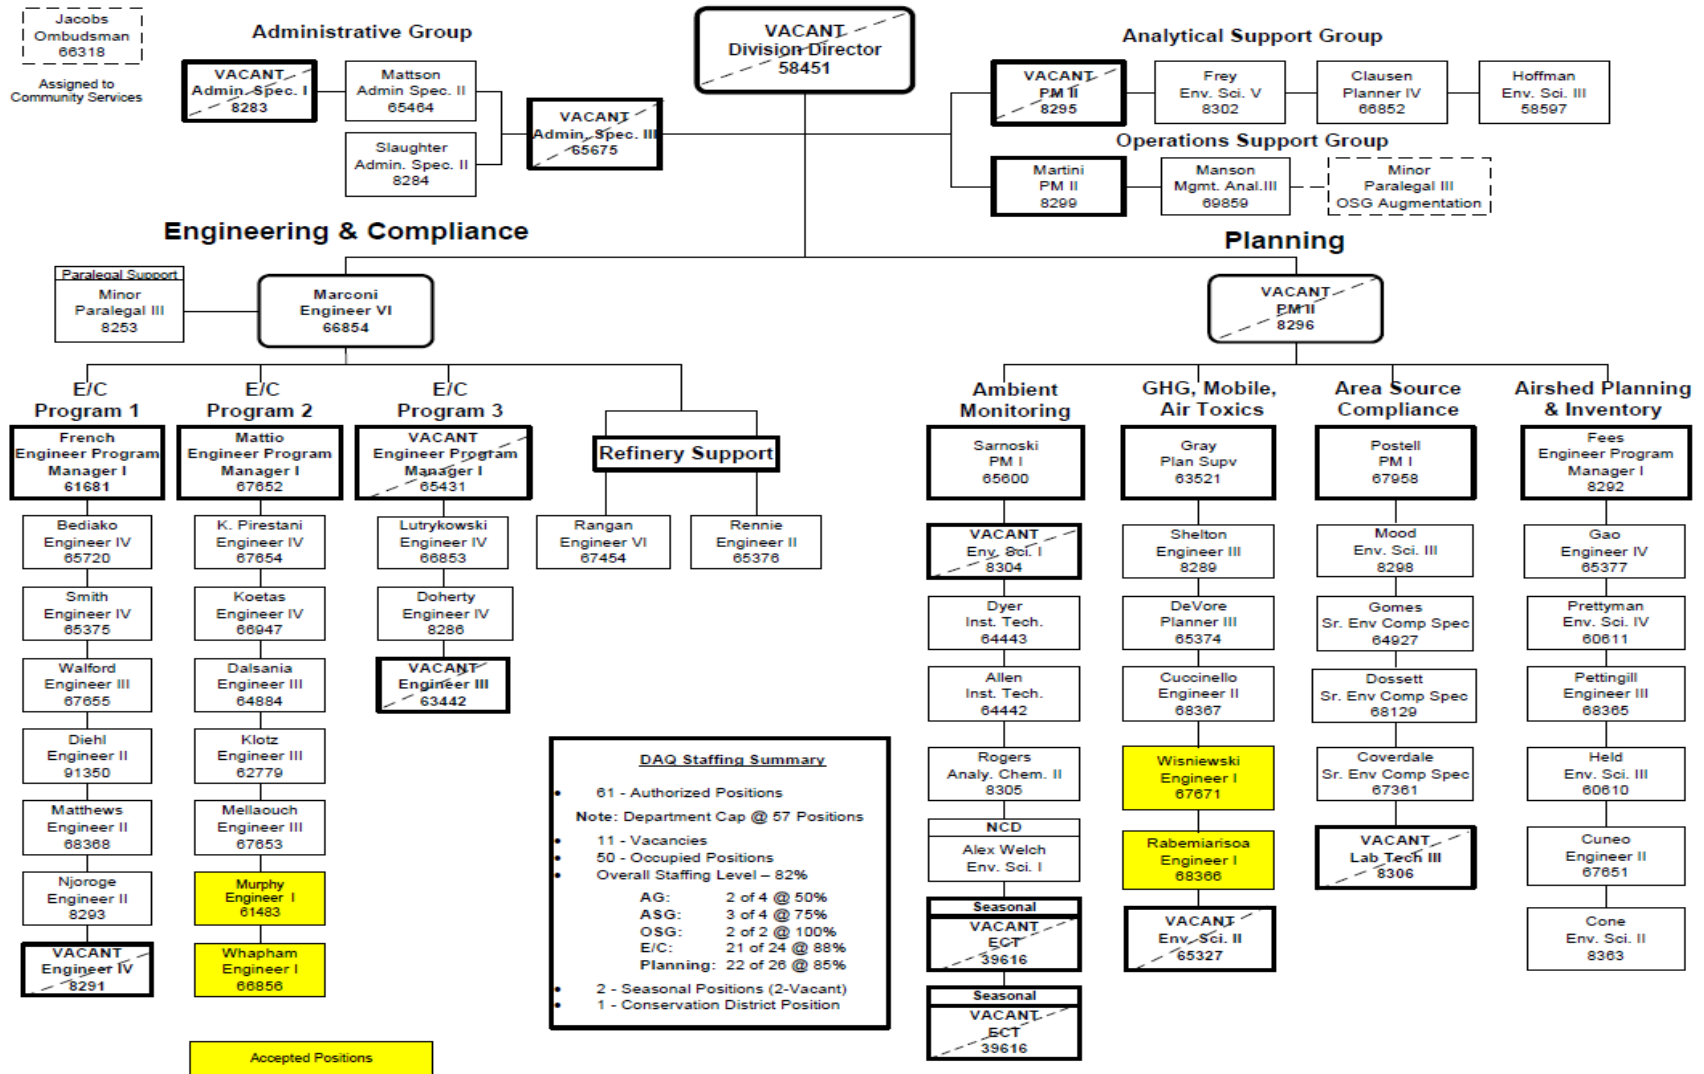 Jacobs
Ombudsman
66318
Assigned to
Community Services
Administrative Group
VACANT
Admin. Spec. I
8283
Mattson
Admin Spec. II
65464
Slaughter
Admin. Spec. II
8284
VACANT
Admin. Spec. III
65675
VACANT
Division Director
58451
Analytical Support Group
VACANT
PM II
8295
Frey
Env. Sci. V
8302
Clausen
Planner IV
66852
Hoffman
Env. Sci. III
58597
Operations Support Group
Martini
PM II
8299
Manson
Mgmt. Anal.III
69859
Minor
Paralegal III
OSG Augmentation
Engineering & Compliance
Paralegal Support
Minor
Paralegal III
8253
Marconi
Engineer VI
66854
Planning
VACANT
PM II
8296
E/C
Program 1
French
Engineer Program
Manager I
61681
Bediako
Engineer IV
65720
Smith
Engineer IV
65375
Walford
Engineer III
67655
Diehl
Engineer II
91350
Matthews
Engineer II
68368
Njoroge
Engineer II
8293
VACANT
Engineer IV
8291
E/C
Program 2
Mattio
Engineer Program
Manager I
67652
K. Pirestani
Engineer IV
67654
Koetas
Engineer IV
66947
Dalsania
Engineer III
64884
Klotz
Engineer III
62779
Mellaouch
Engineer III
67653
Murphy
Engineer I
61483
Whapham
Engineer I
66856
E/C
Program 3
VACANT
Engineer Program
Manager I
65431
Lutrykowski
Engineer IV
66853
Doherty
Engineer IV
8286
VACANT
Engineer III
63442
Refinery Support
Rangan
Engineer VI
67454
Rennie
Engineer II
65376
Ambient
Monitoring
Sarnoski
PM I
65600
VACANT
Env. Sci. I
8304
Dyer
Inst. Tech.
64443
Allen
Inst. Tech.
64442
Rogers
Analy. Chem. II
8305
NCD
Alex Welch
Env. Sci. I
Seasonal
VACANT
ECT
39616
Seasonal
VACANT
ECT
39616
GHG, Mobile,
Air Toxics
Gray
Plan Supv
63521
Shelton
Engineer III
8289
DeVore
Planner III
65374
Cuccinello
Engineer II
68367
Wisniewski
Engineer I
67671
Rabemiarisoa
Engineer I
68366
VACANT
Env. Sci. II
65327
Area Source
Compliance
Postell
PM I
67958
Mood
Env. Sci. III
8298
Gomes
Sr. Env Comp Spec
64927
Dossett
Sr. Env Comp Spec
68129
Coverdale
Sr. Env Comp Spec
67361
VACANT
Lab Tech III
8306
Airshed Planning
& Inventory
Fees
Engineer Program
Manager I
8292
Gao
Engineer IV
65377
Prettyman
Env. Sci. IV
60611
Pettingill
Engineer III
68365
Held
Env. Sci. III
60610
Cuneo
Engineer II
67651
Cone
Env. Sci. II
8363
DAQ Staffing Summary
• 61 - Authorized Positions
Note: Department Cap @ 57 Positions
• 11 - Vacancies
• 50 - Occupied Positions
• Overall Staffing Level – 82%
AG: 2 of 4 @ 50%
ASG: 3 of 4 @ 75%
OSG: 2 of 2 @ 100%
E/C: 21 of 24 @ 88%
Planning: 22 of 26 @ 85%
• 2 - Seasonal Positions (2-Vacant)
• 1 - Conservation District Position
Accepted Positions